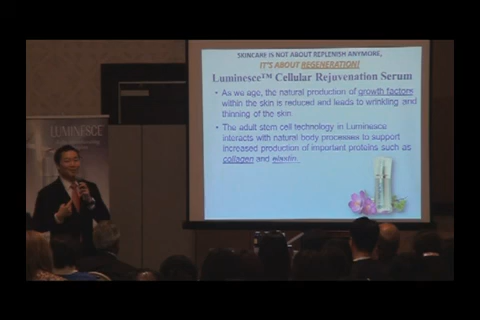 SKINCARE IS NOT ABOUT REPLENISH ANYMORE,
IT'S ABOUT REGENERATION!
Luminesce™ Cellular Rejuvenation Serum
• As we age, the natural production of growth factors
within the skin is reduced and leads to wrinkling and
thinning of the skin
• The adult stem cell technology in Luminesce
interacts with natural body processes to support
increased production of important proteins such as
collagen and elastin.
LUMINESCE